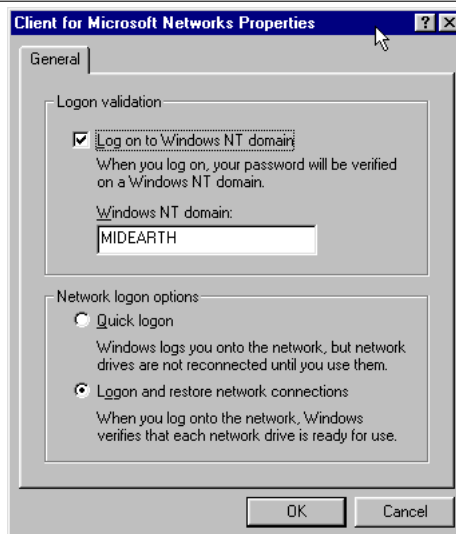 Client for Microsoft Networks Properties
General
Logon validation
Log on to Windows NT domain
When you log on, your password will be verified
on a Windows NT domain.
Windows NT domain:
MIDEARTH
Network logon options
Quick logon
Windows logs you onto the network, but network
drives are not reconnected until you use them.
Logon and restore network connections
When you log onto the network, Windows
verifies that each network drive is ready for use.
OK Cancel